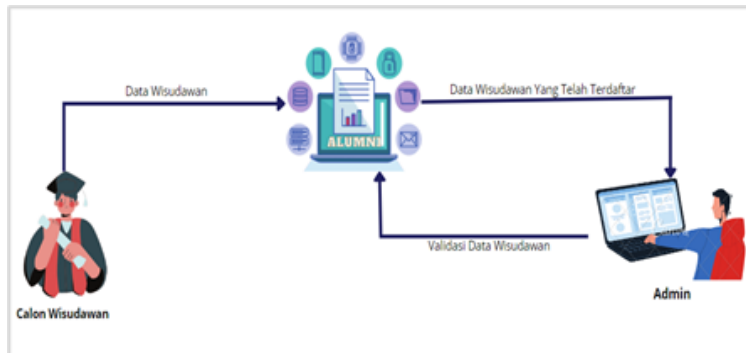 Data Wisudawan
Data Wisudawan Yang Telah Terdaftar
ALUMNI
Validasi Data Wisudawan
Calon Wisudawan
Admin